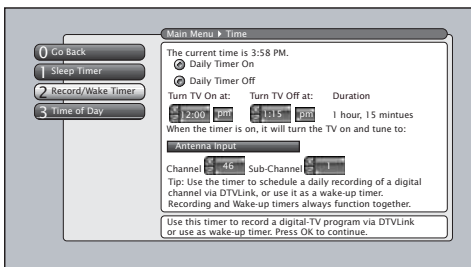 Main Menu ▸ Time
0 Go Back
1 Sleep Timer
2 Record/Wake Timer
3 Time of Day
The current time is 3:58 PM.
Daily Timer On
Daily Timer Off
Turn TV On at: Turn TV Off at: Duration
12:00 pm 1:15 pm 1 hour, 15 mintues
When the timer is on, it will turn the TV on and tune to:
Antenna Input
Channel 46 Sub-Channel 1
Tip: Use the timer to schedule a daily recording of a digital
channel via DTVLink, or use it as a wake-up timer.
Recording and Wake-up timers always function together.
Use this timer to record a digital-TV program via DTVLink
or use as wake-up timer. Press OK to continue.